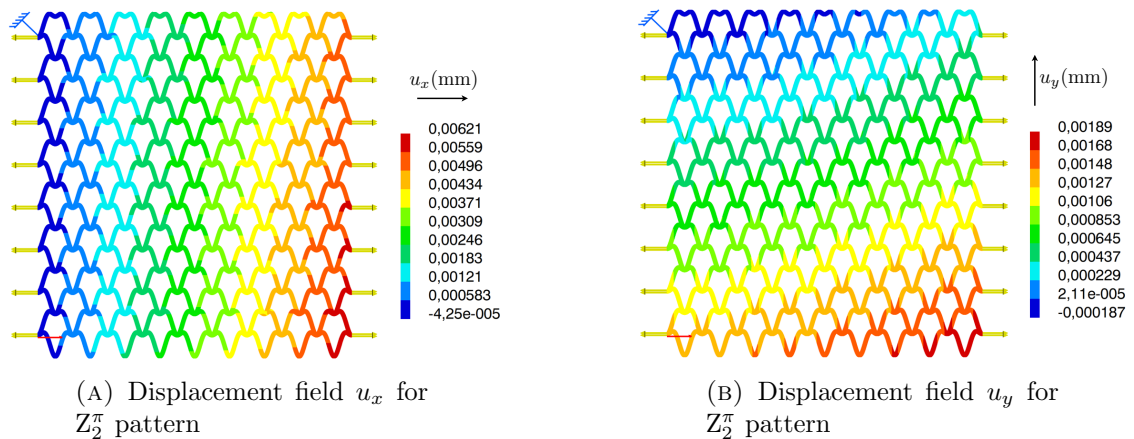 u_x(mm)
0,00621
0,00559
0,00496
0,00434
0,00371
0,00309
0,00246
0,00183
0,00121
0,000583
-4,25e-005
(A) Displacement field u_x for
Z_2^π pattern
u_y(mm)
0,00189
0,00168
0,00148
0,00127
0,00106
0,000853
0,000645
0,000437
0,000229
2,11e-005
-0,000187
(B) Displacement field u_y for
Z_2^π pattern